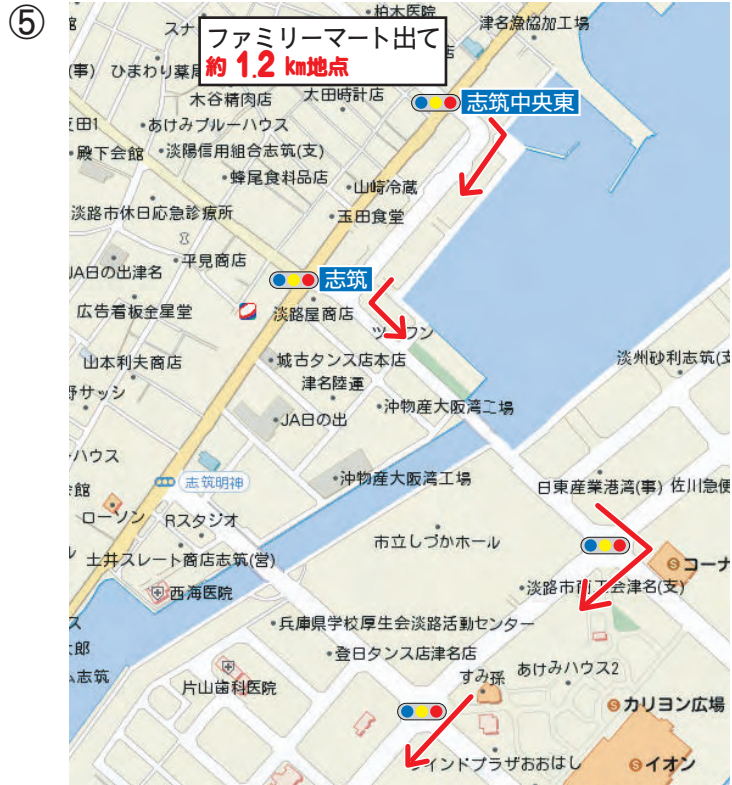 ⑤
・柏木医院
スナ
津名漁協加工場
ファミリーマート出て
約 1.2 km地点
(事)
ひまわり薬局
木谷精肉店
太田時計店
志筑中央東
田1
・あけみブルーハウス
・殿下会館
・淡陽信用組合志筑(支)
・蜂尾食料品店
・山崎冷蔵
淡路市休日応急診療所
・玉田食堂
・平見商店
JA日の出津名
志筑
広告看板金星堂
淡路屋商店
ツ
フン
淡州砂利志筑(支
山本利夫商店
・城古タンス店本店
津名陸運
サッシ
・沖物産大阪湾二場
・JA日の出
ハウス
館
志筑明神
・沖物産大阪湾工場
日東産業港湾(事)
佐川急便
ローソン
Rスタジオ
市立しづかホール
土井スレート商店志筑(営)
コーナ
西海医院
・淡路市商工会津名(支)
ス
・兵庫県学校厚生会淡路活動センター
郎
・登日タンス店津名店
志筑
すみ孫
あけみハウス2
片山歯科医院
カリヨン広場
インドプラザおおはし
イオン